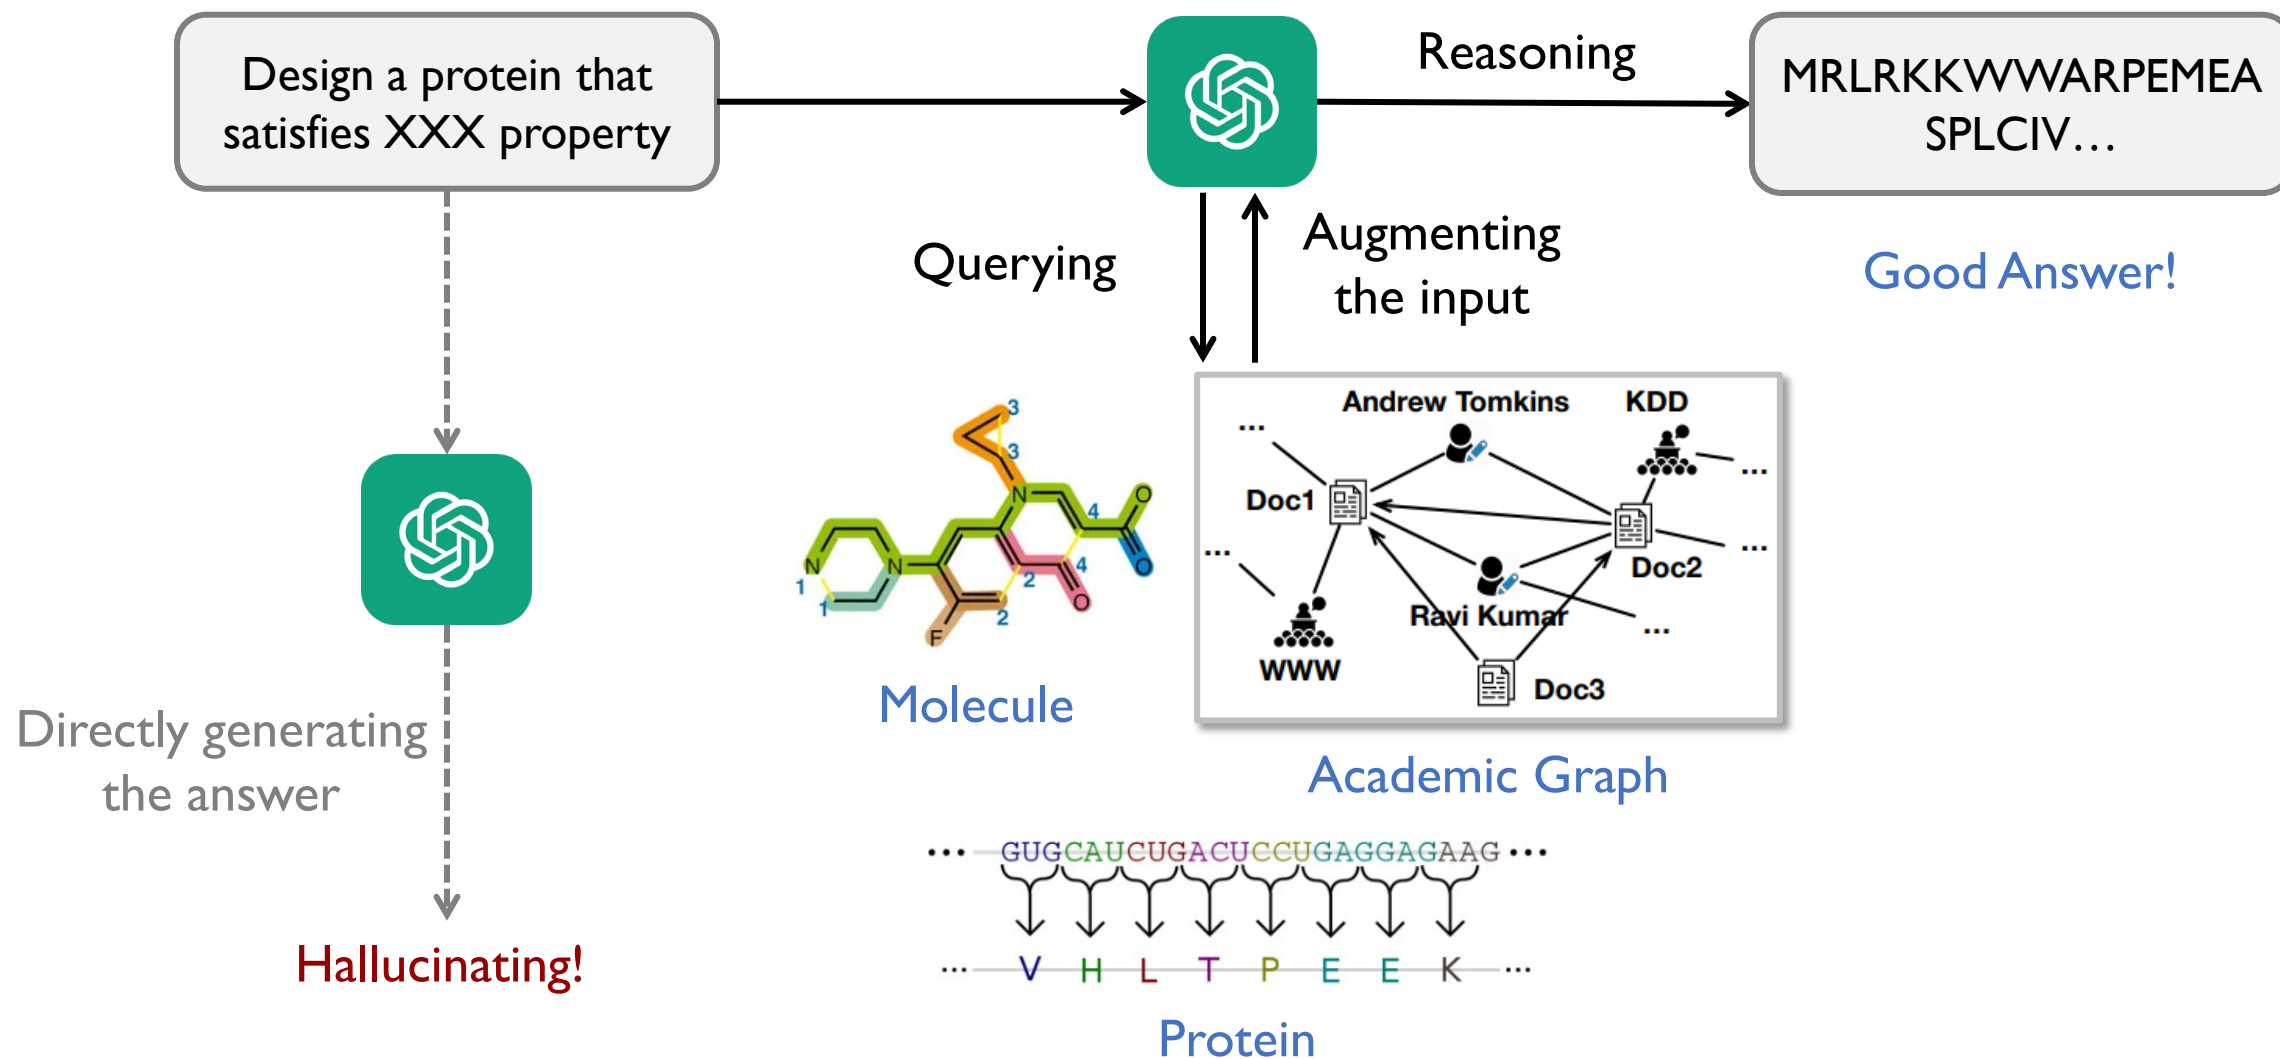 Design a protein that
satisfies XXX property
Reasoning
MRLRKKWWARPEMEA
SPLCIV...
Good Answer!
Querying
Augmenting
the input
Directly generating
the answer
Hallucinating!
3
3
N
O
4
O
N
N
4
1
1
2
O
2
F
Molecule
Andrew Tomkins
KDD
...
...
Doc1
...
...
Doc2
Ravi Kumar
...
WWW
Doc3
Academic Graph
... GUGCAUCUGACUCCUGAGGAGAAG ...
... V H L T P E E K ...
Protein